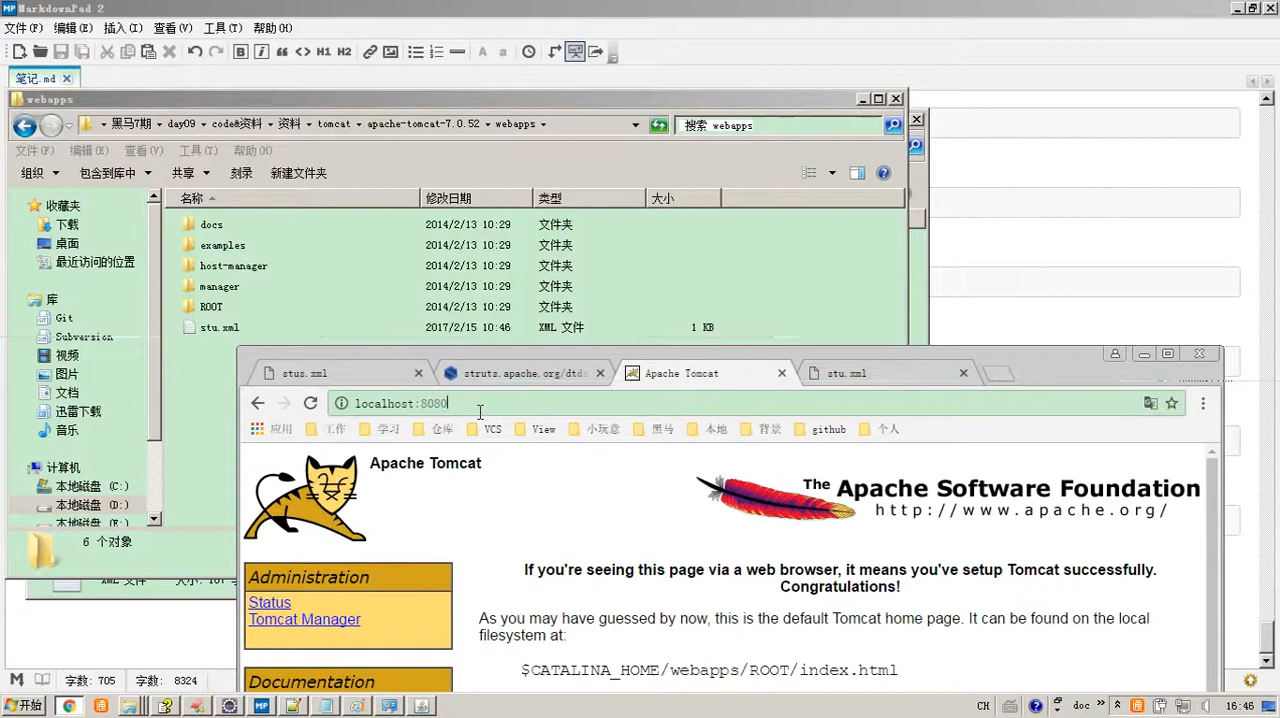 MarkdownPad 2
文件(F) 编辑(E) 插入(I) 查看(V) 工具(T) 帮助(H)
B i H1 H2 A a
笔记.md
webapps
黑马7期 day09 code&资料 资料 tomcat apache-tomcat-7.0.52 webapps 搜索 webapps
文件(F) 编辑(E) 查看(V) 工具(T) 帮助(H)
组织 包含到库中 共享 刻录 新建文件夹
名称 修改日期 类型 大小
收藏夹
下载
桌面
最近访问的位置
库
Git
Subversion
视频
图片
文档
迅雷下载
音乐
计算机
本地磁盘 (C:)
本地磁盘 (D:)
docs 2014/2/13 10:29 文件夹
examples 2014/2/13 10:29 文件夹
host-manager 2014/2/13 10:29 文件夹
manager 2014/2/13 10:29 文件夹
ROOT 2014/2/13 10:29 文件夹
stu.xml 2017/2/15 10:46 XML 文件 1 KB
6 个对象
stus.xml struts.apache.org/dtds Apache Tomcat stu.xml
localhost:8080
应用 工作 学习 仓库 VCS View 小玩意 黑马 本地 背景 github 个人
Apache Tomcat
The Apache Software Foundation
http://www.apache.org/
Administration
Status
Tomcat Manager
Documentation
If you're seeing this page via a web browser, it means you've setup Tomcat successfully.
Congratulations!
As you may have guessed by now, this is the default Tomcat home page. It can be found on the local
filesystem at:
$CATALINA_HOME/webapps/ROOT/index.html
字数: 705 字数: 8324
开始 CH doc 16:46